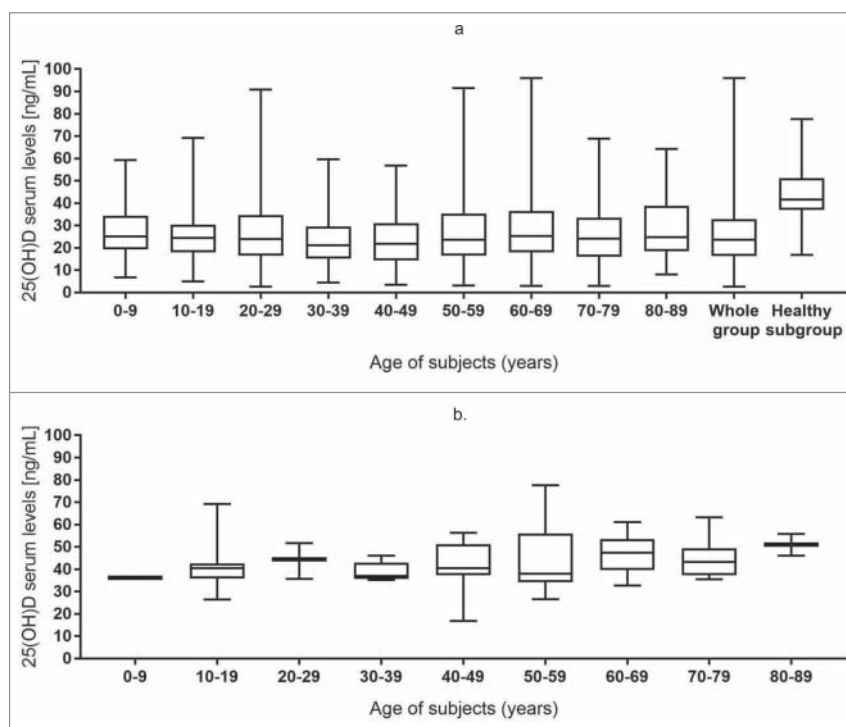 a
25(OH)D serum levels [ng/mL]
100
90
80
70
60
50
40
30
20
10
0
0-9 10-19 20-29 30-39 40-49 50-59 60-69 70-79 80-89 Whole Healthy
group subgroup
Age of subjects (years)
b.
25(OH)D serum levels [ng/mL]
100
90
80
70
60
50
40
30
20
10
0
0-9 10-19 20-29 30-39 40-49 50-59 60-69 70-79 80-89
Age of subjects (years)